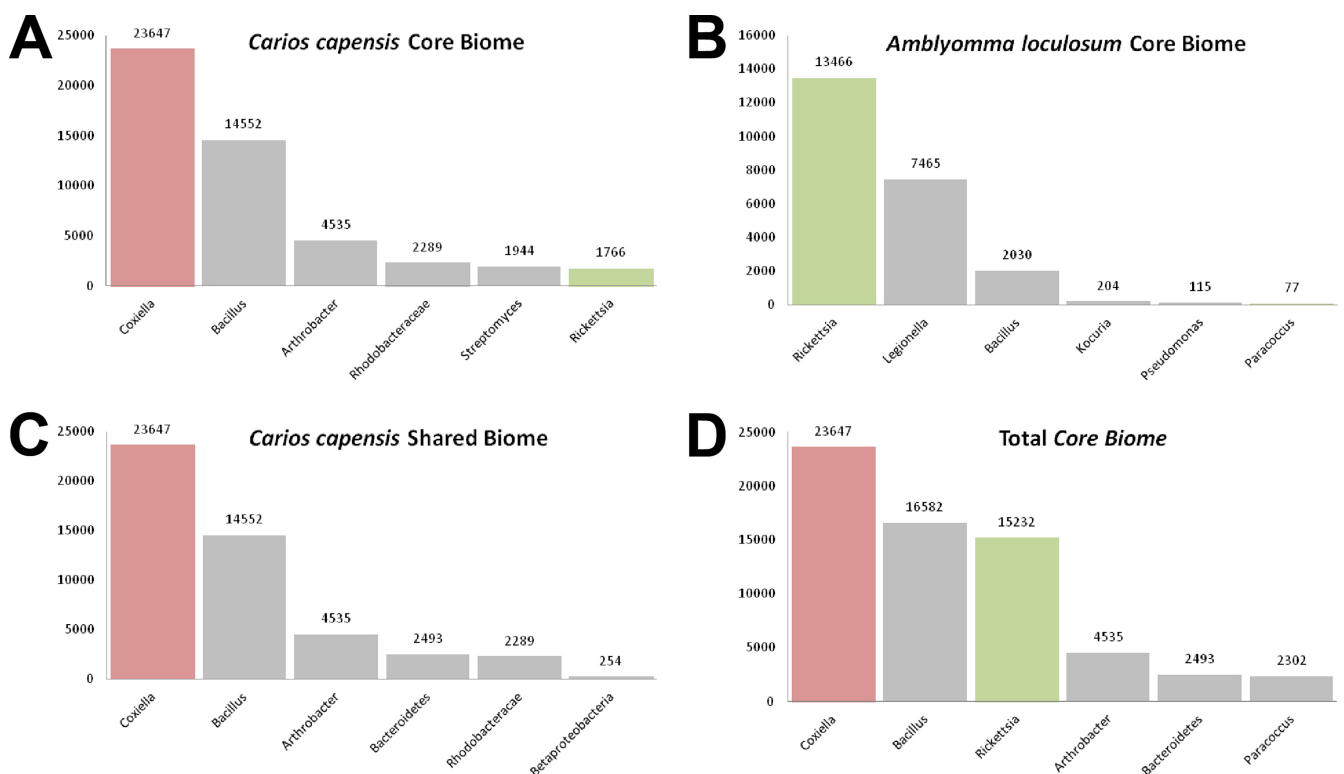 A
Carios capensis Core Biome
25000
20000
15000
10000
5000
0
23647
14552
4535
2289
1944
1766
Coxiella
Bacillus
Arthrobacter
Rhodobacteraceae
Streptomyces
Rickettsia
B
Amblyomma loculosum Core Biome
16000
14000
12000
10000
8000
6000
4000
2000
0
13466
7465
2030
204
115
77
Rickettsia
Legionella
Bacillus
Kocuria
Pseudomonas
Paracoccus
C
Carios capensis Shared Biome
25000
20000
15000
10000
5000
0
23647
14552
4535
2493
2289
254
Coxiella
Bacillus
Arthrobacter
Bacteroidetes
Rhodobacteracae
Betaproteobacteria
D
Total Core Biome
25000
20000
15000
10000
5000
0
23647
16582
15232
4535
2493
2302
Coxiella
Bacillus
Rickettsia
Arthrobacter
Bacteroidetes
Paracoccus